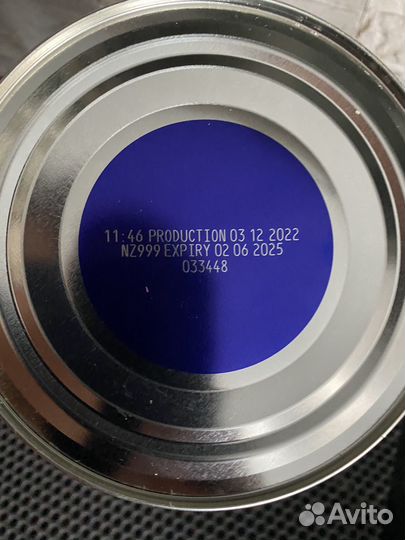 11:46 PRODUCTION 03 12 2022
NZ999 EXPIRY 02 06 2025
033448
Avito